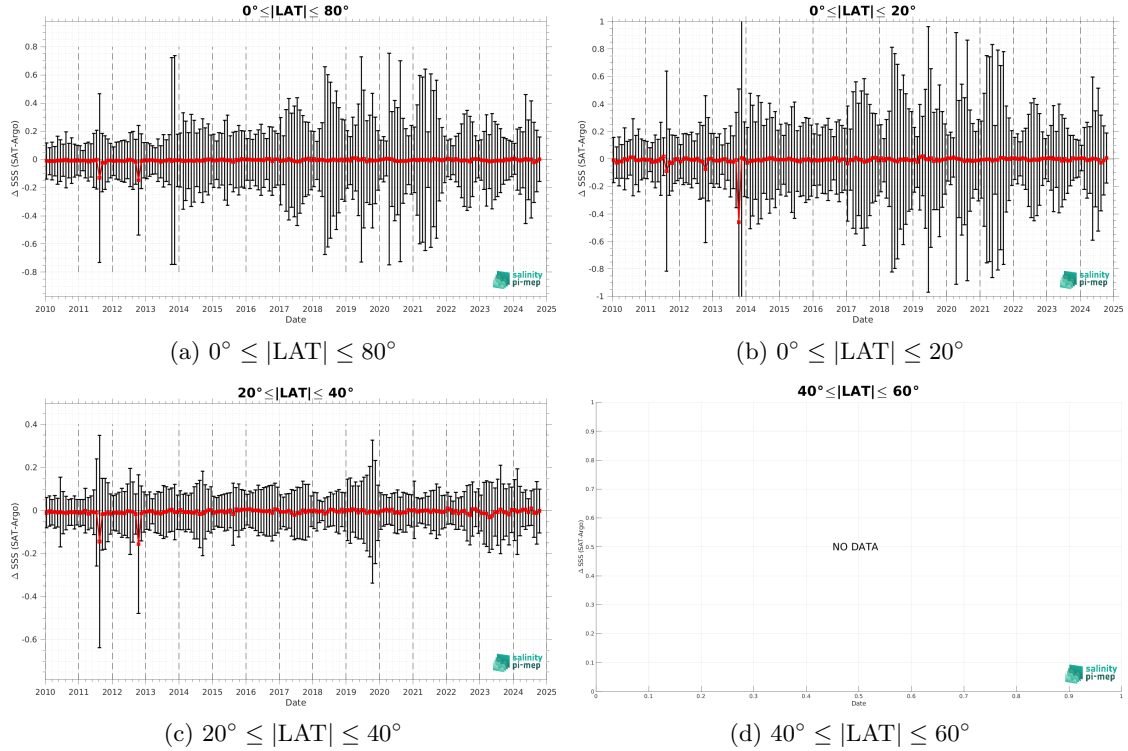 0°≤|LAT|≤ 80°
Δ SSS (SAT-Argo)
0.8
0.6
0.4
0.2
0
-0.2
-0.4
-0.6
-0.8
2010 2011 2012 2013 2014 2015 2016 2017 2018 2019 2020 2021 2022 2023 2024 2025
Date
salinity
pi-mep
(a) 0° ≤ |LAT| ≤ 80°
0°≤|LAT|≤ 20°
Δ SSS (SAT-Argo)
1
0.8
0.6
0.4
0.2
0
-0.2
-0.4
-0.6
-0.8
-1
2010 2011 2012 2013 2014 2015 2016 2017 2018 2019 2020 2021 2022 2023 2024 2025
Date
salinity
pi-mep
(b) 0° ≤ |LAT| ≤ 20°
20°≤|LAT|≤ 40°
Δ SSS (SAT-Argo)
0.4
0.2
0
-0.2
-0.4
-0.6
2010 2011 2012 2013 2014 2015 2016 2017 2018 2019 2020 2021 2022 2023 2024 2025
Date
salinity
pi-mep
(c) 20° ≤ |LAT| ≤ 40°
40°≤|LAT|≤ 60°
Δ SSS (SAT-Argo)
1
0.9
0.8
0.7
0.6
0.5
0.4
0.3
0.2
0.1
0
NO DATA
0 0.1 0.2 0.3 0.4 0.5 0.6 0.7 0.8 0.9 1
Date
salinity
pi-mep
(d) 40° ≤ |LAT| ≤ 60°